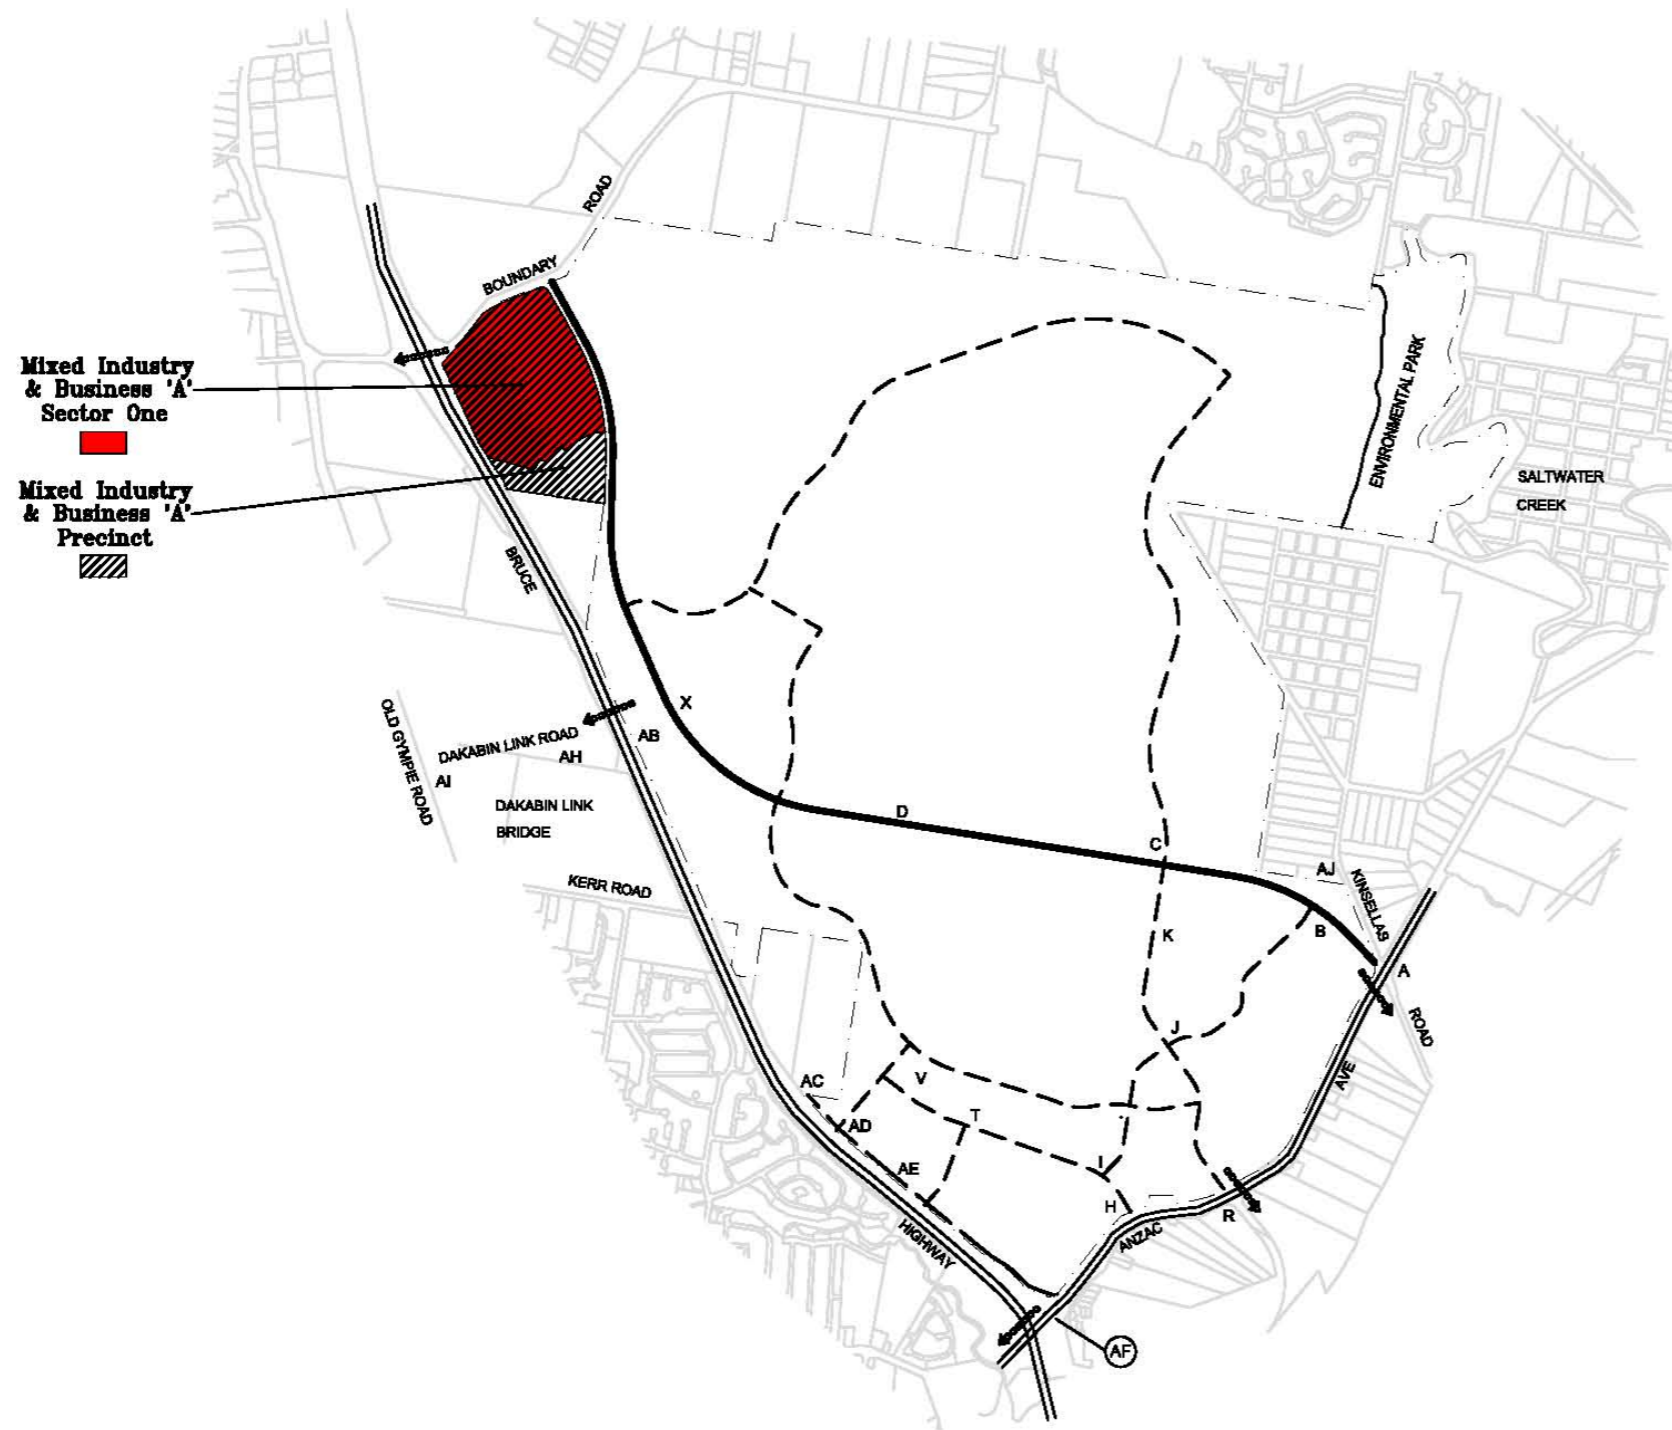 ROAD
BOUNDARY
Mixed Industry
& Business 'A'
Sector One
Mixed Industry
& Business 'A'
Precinct
ENVIRONMENTAL PARK
SALTWATER
CREEK
BRUCE
X
OLD GYMPIE ROAD
DAKABIN LINK ROAD
AB
AH
AI
DAKABIN LINK
BRIDGE
D
C
KERR ROAD
AJ
KINSELLAS
B
K
A
ROAD
J
AVE
AC
V
T
AD
AE
I
H
R
HIGHWAY
ANZAC
AF